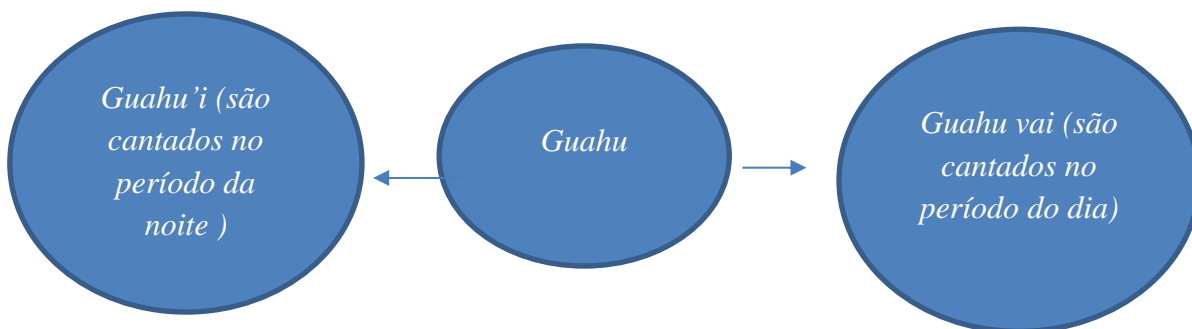 Guahu’i (são
cantados no
período da
noite )
Guahu
Guahu vai (são
cantados no
período do dia)